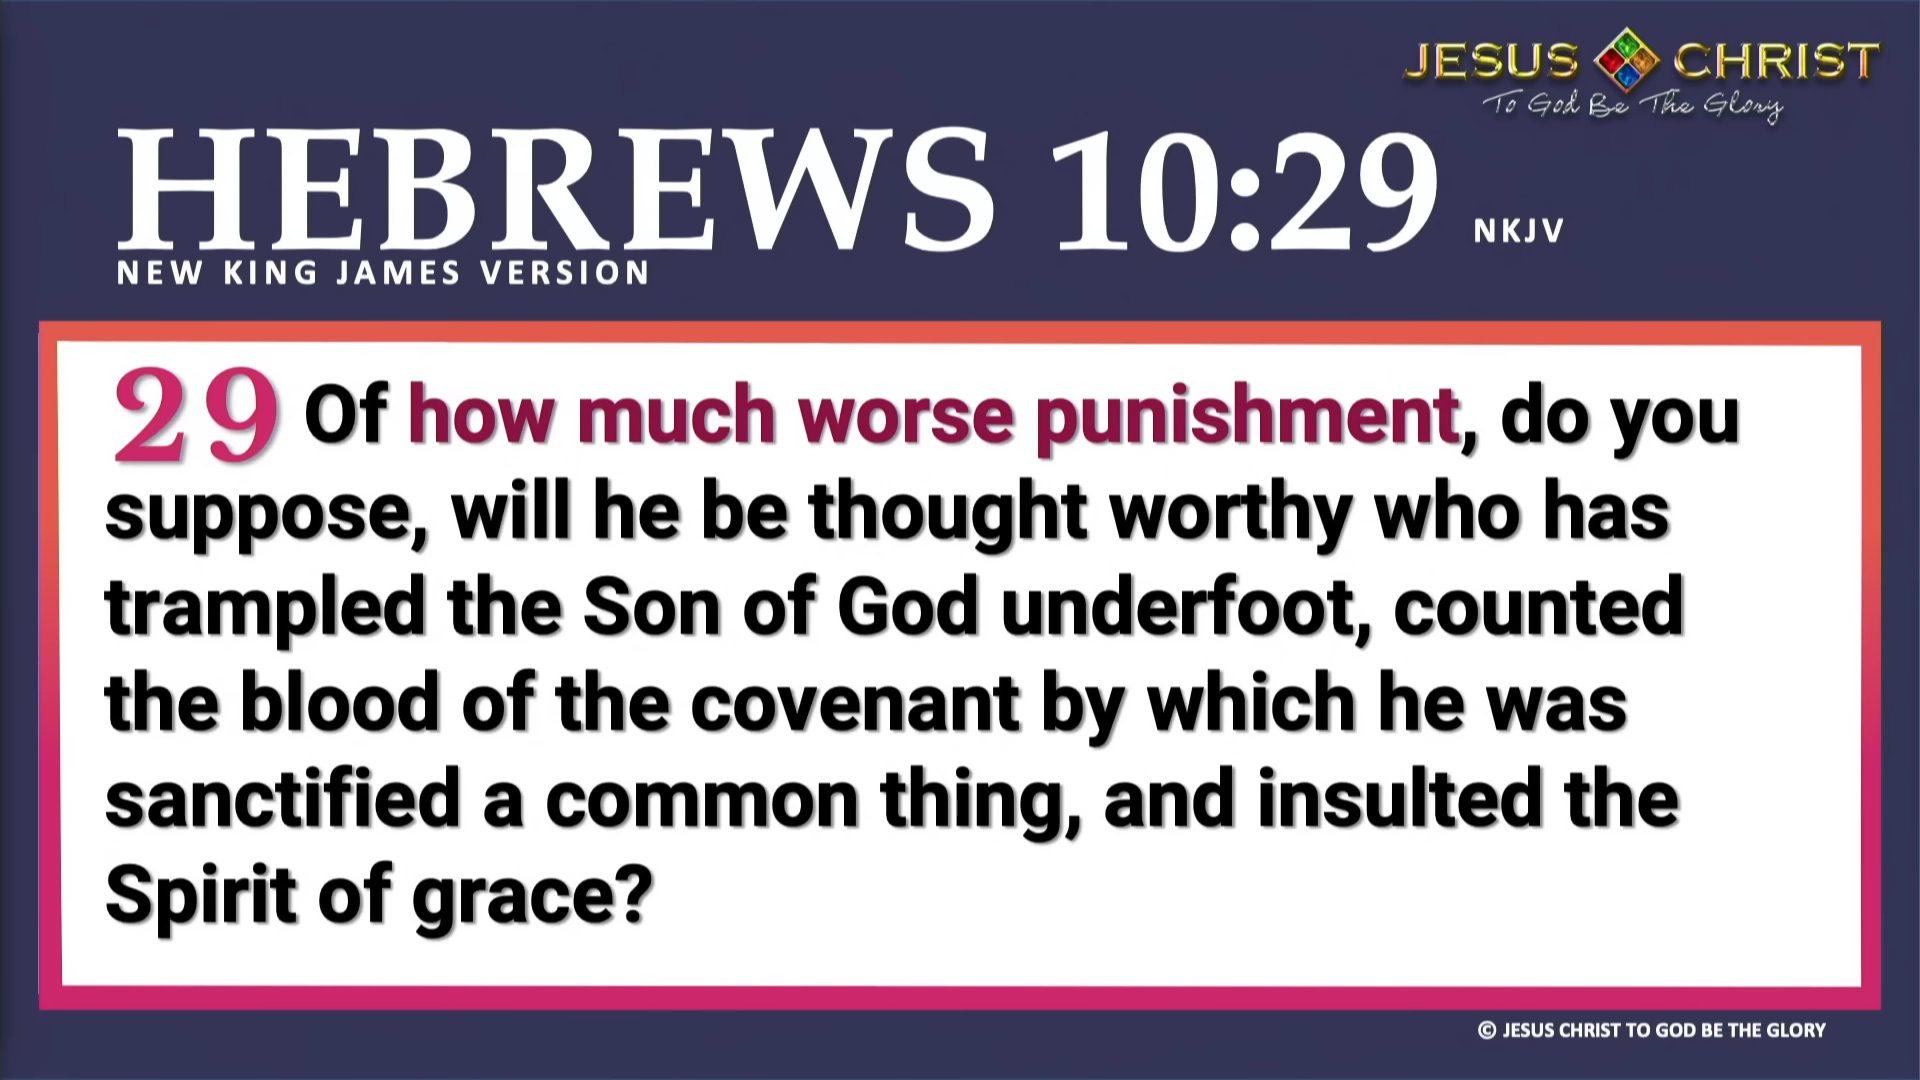 JESUS CHRIST
To God Be The Glory
HEBREWS 10:29 NKJV
NEW KING JAMES VERSION
29 Of how much worse punishment, do you
suppose, will he be thought worthy who has
trampled the Son of God underfoot, counted
the blood of the covenant by which he was
sanctified a common thing, and insulted the
Spirit of grace?
© JESUS CHRIST TO GOD BE THE GLORY